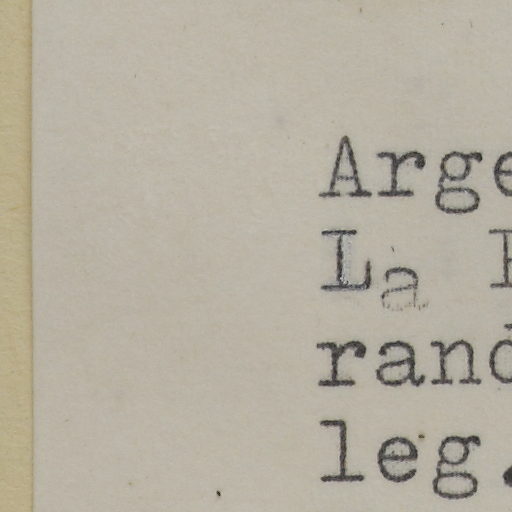 Arge
La
rand
leg.